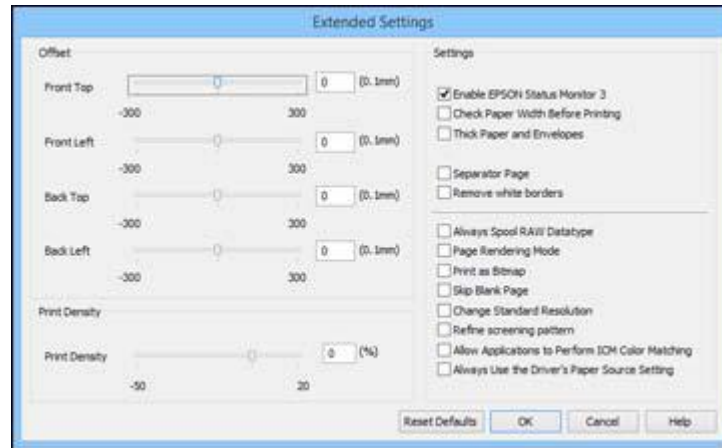 Extended Settings
Offset
Front Top
0 (0.1mm)
-300 300
Front Left
0 (0.1mm)
-300 300
Back Top
0 (0.1mm)
-300 300
Back Left
0 (0.1mm)
-300 300
Print Density
Print Density
0 (%)
-50 20
Settings
Enable EPSON Status Monitor 3
Check Paper Width Before Printing
Thick Paper and Envelopes
Separator Page
Remove white borders
Always Spool RAW Datatype
Page Rendering Mode
Print as Bitmap
Skip Blank Page
Change Standard Resolution
Refine screening pattern
Allow Applications to Perform ICM Color Matching
Always Use the Driver's Paper Source Setting
Reset Defaults OK Cancel Help